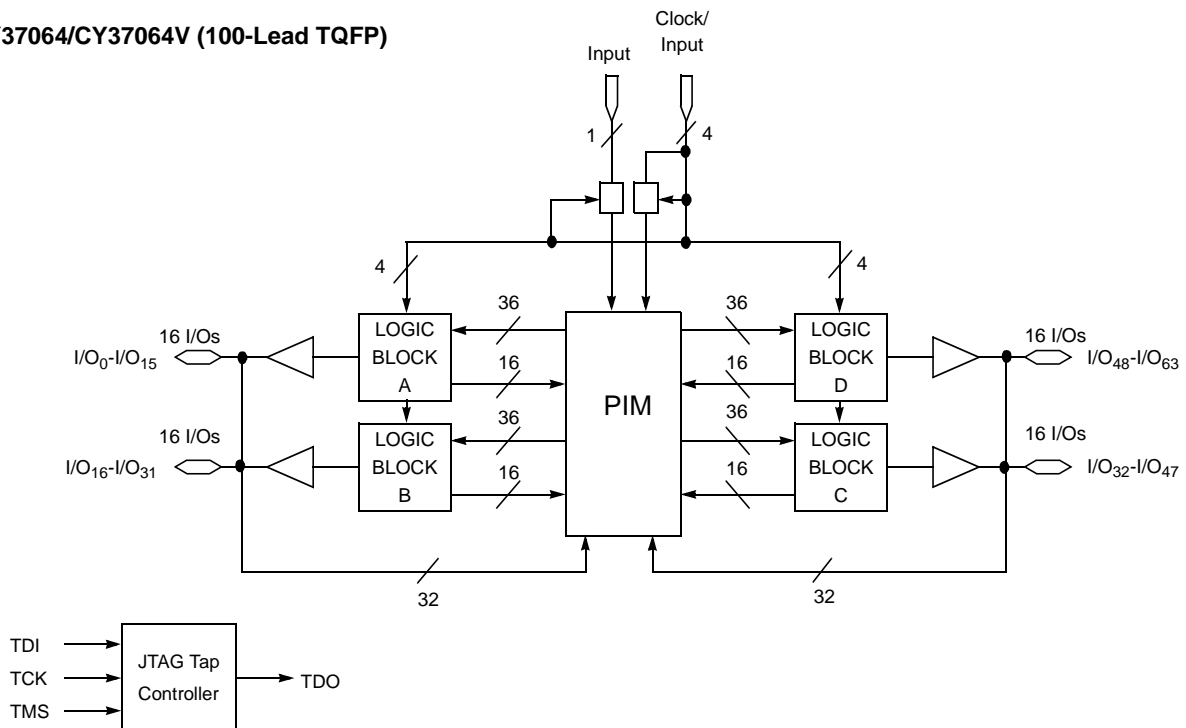 Y37064/CY37064V (100-Lead TQFP)
Clock/
Input
Input
1
4
4
4
36
36
16 I/Os
LOGIC
BLOCK
A
LOGIC
BLOCK
D
16 I/Os
I/O0-I/O15
16
PIM
16
I/O48-I/O63
36
36
16 I/Os
LOGIC
BLOCK
B
LOGIC
BLOCK
C
16 I/Os
I/O16-I/O31
16
16
I/O32-I/O47
32
32
TDI
TCK
TMS
JTAG Tap
Controller
TDO